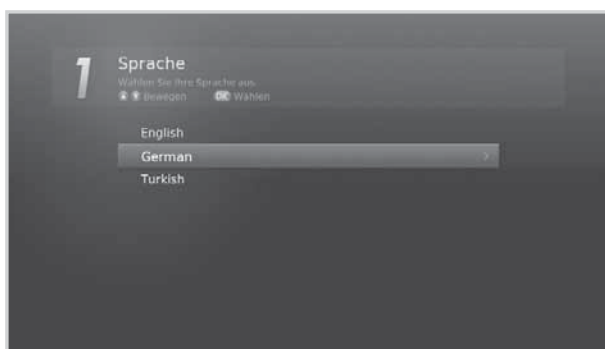 1
Sprache
Wählen Sie Ihre Sprache aus.
Bewegen OK Wählen
English
German
Turkish